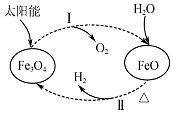 太阳能
I
H₂O
O₂
Fe₃O₄
FeO
H₂
II
△